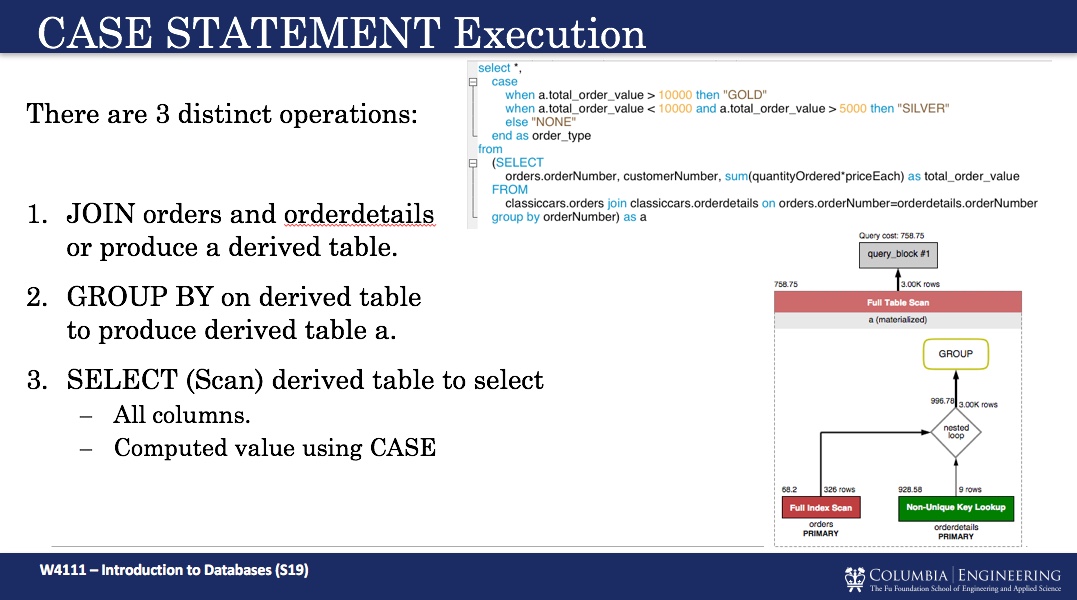 CASE STATEMENT Execution
There are 3 distinct operations:
1. JOIN orders and orderdetails
or produce a derived table.
2. GROUP BY on derived table
to produce derived table a.
3. SELECT (Scan) derived table to select
– All columns.
– Computed value using CASE
select *,
case
when a.total_order_value > 10000 then "GOLD"
when a.total_order_value < 10000 and a.total_order_value > 5000 then "SILVER"
else "NONE"
end as order_type
from
(SELECT
orders.orderNumber, customerNumber, sum(quantityOrdered*priceEach) as total_order_value
FROM
classiccars.orders join classiccars.orderdetails on orders.orderNumber=orderdetails.orderNumber
group by orderNumber) as a
Query cost: 758.75
query_block #1
758.75 3.00K rows
Full Table Scan
a (materialized)
GROUP
996.78 3.00K rows
nested
loop
68.2 326 rows 928.58 9 rows
Full Index Scan Non-Unique Key Lookup
orders orderdetails
PRIMARY PRIMARY
W4111 – Introduction to Databases (S19)
COLUMBIA | ENGINEERING
The Fu Foundation School of Engineering and Applied Science